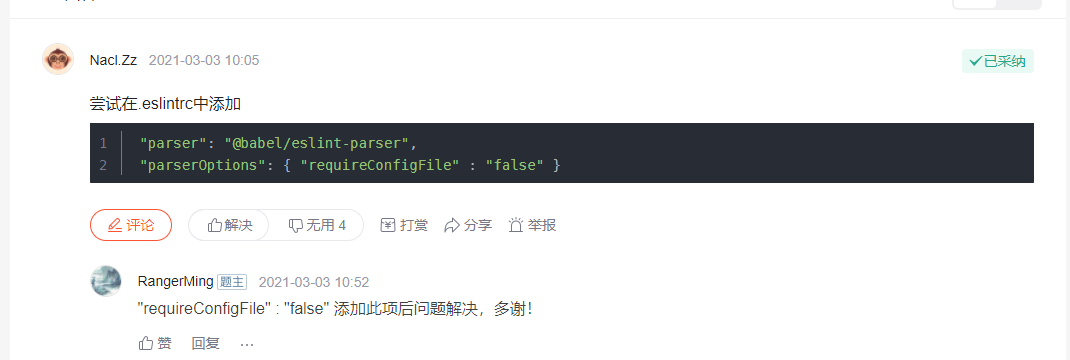 Nacl.Zz 2021-03-03 10:05 已采纳
尝试在.eslintrc中添加
1 "parser": "@babel/eslint-parser",
2 "parserOptions": { "requireConfigFile" : "false" }
评论 解决 无用 4 打赏 分享 举报
RangerMing 题主 2021-03-03 10:52
"requireConfigFile" : "false" 添加此项后问题解决，多谢！
赞 回复 ...